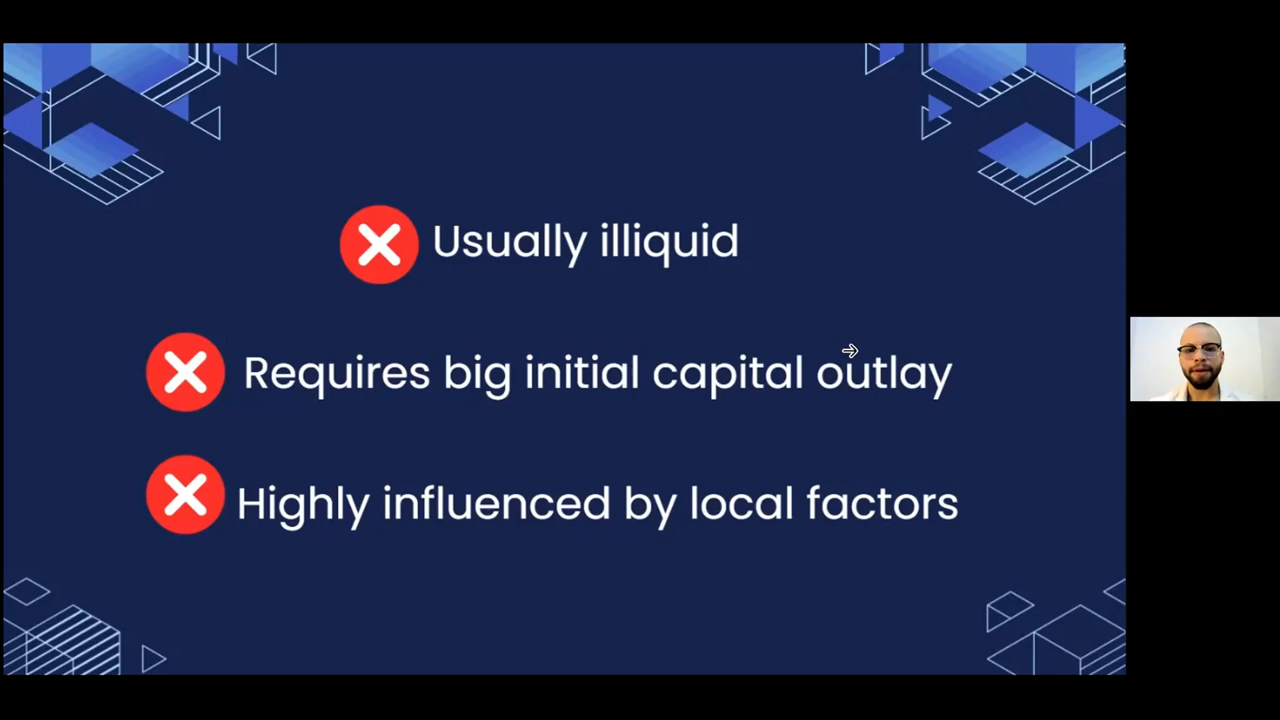 Usually illiquid
Requires big initial capital outlay
Highly influenced by local factors